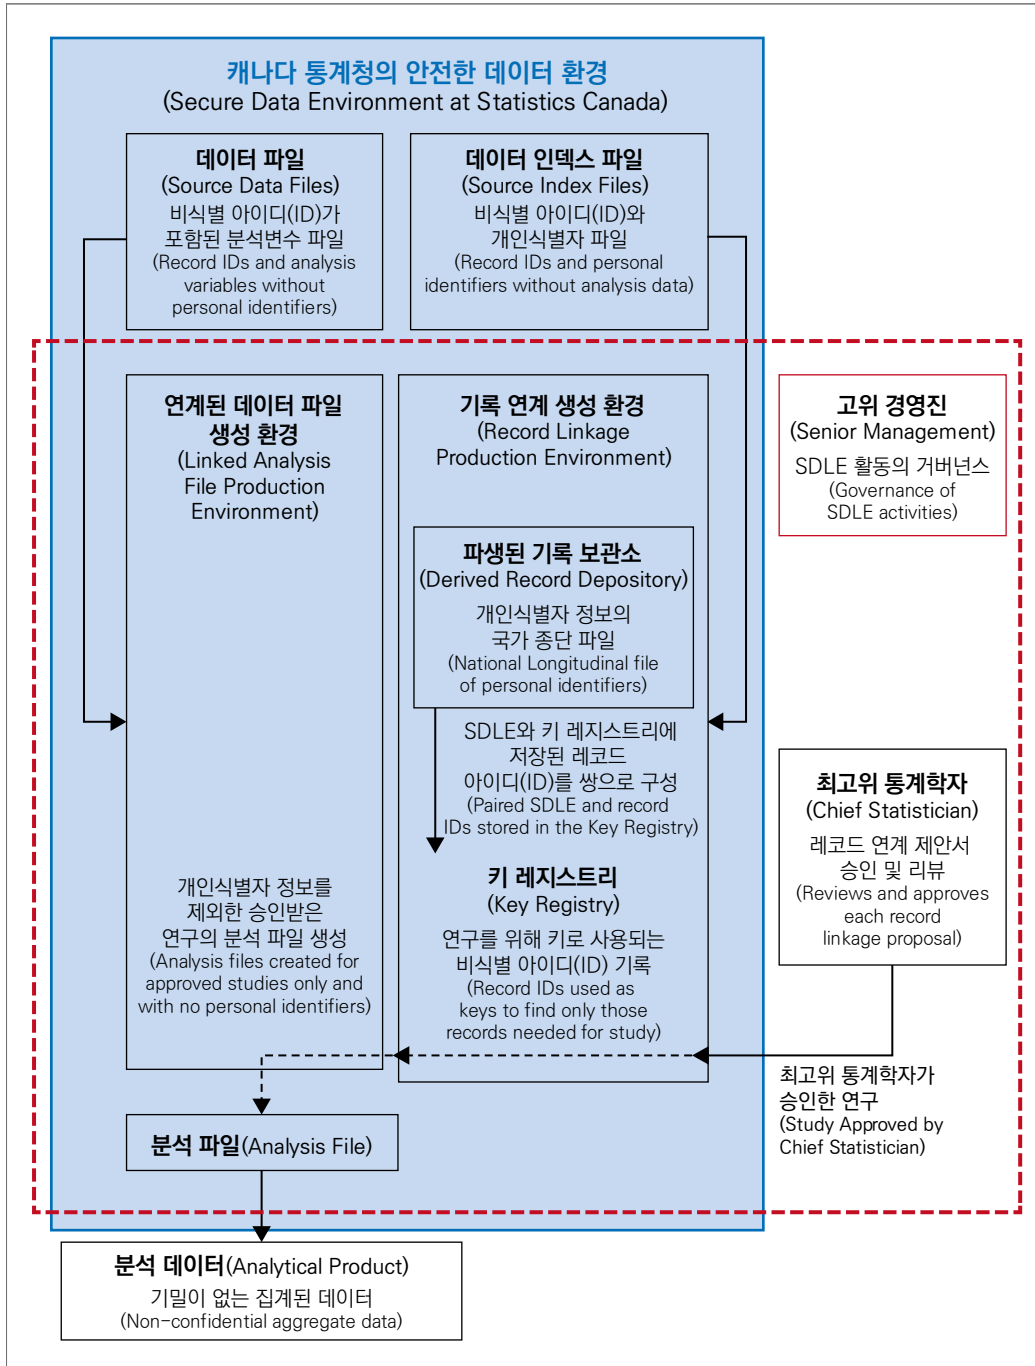 캐나다 통계청의 안전한 데이터 환경
(Secure Data Environment at Statistics Canada)
데이터 파일
(Source Data Files)
비식별 아이디(ID)가
포함된 분석변수 파일
(Record IDs and analysis
variables without
personal identifiers)
데이터 인덱스 파일
(Source Index Files)
비식별 아이디(ID)와
개인식별자 파일
(Record IDs and personal
identifiers without analysis data)
연계된 데이터 파일
생성 환경
(Linked Analysis
File Production
Environment)
개인식별자 정보를
제외한 승인받은
연구의 분석 파일 생성
(Analysis files created for
approved studies only and
with no personal identifiers)
기록 연계 생성 환경
(Record Linkage
Production Environment)
파생된 기록 보관소
(Derived Record Depository)
개인식별자 정보의
국가 종단 파일
(National Longitudinal file
of personal identifiers)
SDLE와 키 레지스트리에
저장된 레코드
아이디(ID)를 쌍으로 구성
(Paired SDLE and record
IDs stored in the Key Registry)
키 레지스트리
(Key Registry)
연구를 위해 키로 사용되는
비식별 아이디(ID) 기록
(Record IDs used as
keys to find only those
records needed for study)
고위 경영진
(Senior Management)
SDLE 활동의 거버넌스
(Governance of
SDLE activities)
최고위 통계학자
(Chief Statistician)
레코드 연계 제안서
승인 및 리뷰
(Reviews and approves
each record
linkage proposal)
최고위 통계학자가
승인한 연구
(Study Approved by
Chief Statistician)
분석 파일(Analysis File)
분석 데이터(Analytical Product)
기밀이 없는 집계된 데이터
(Non-confidential aggregate data)